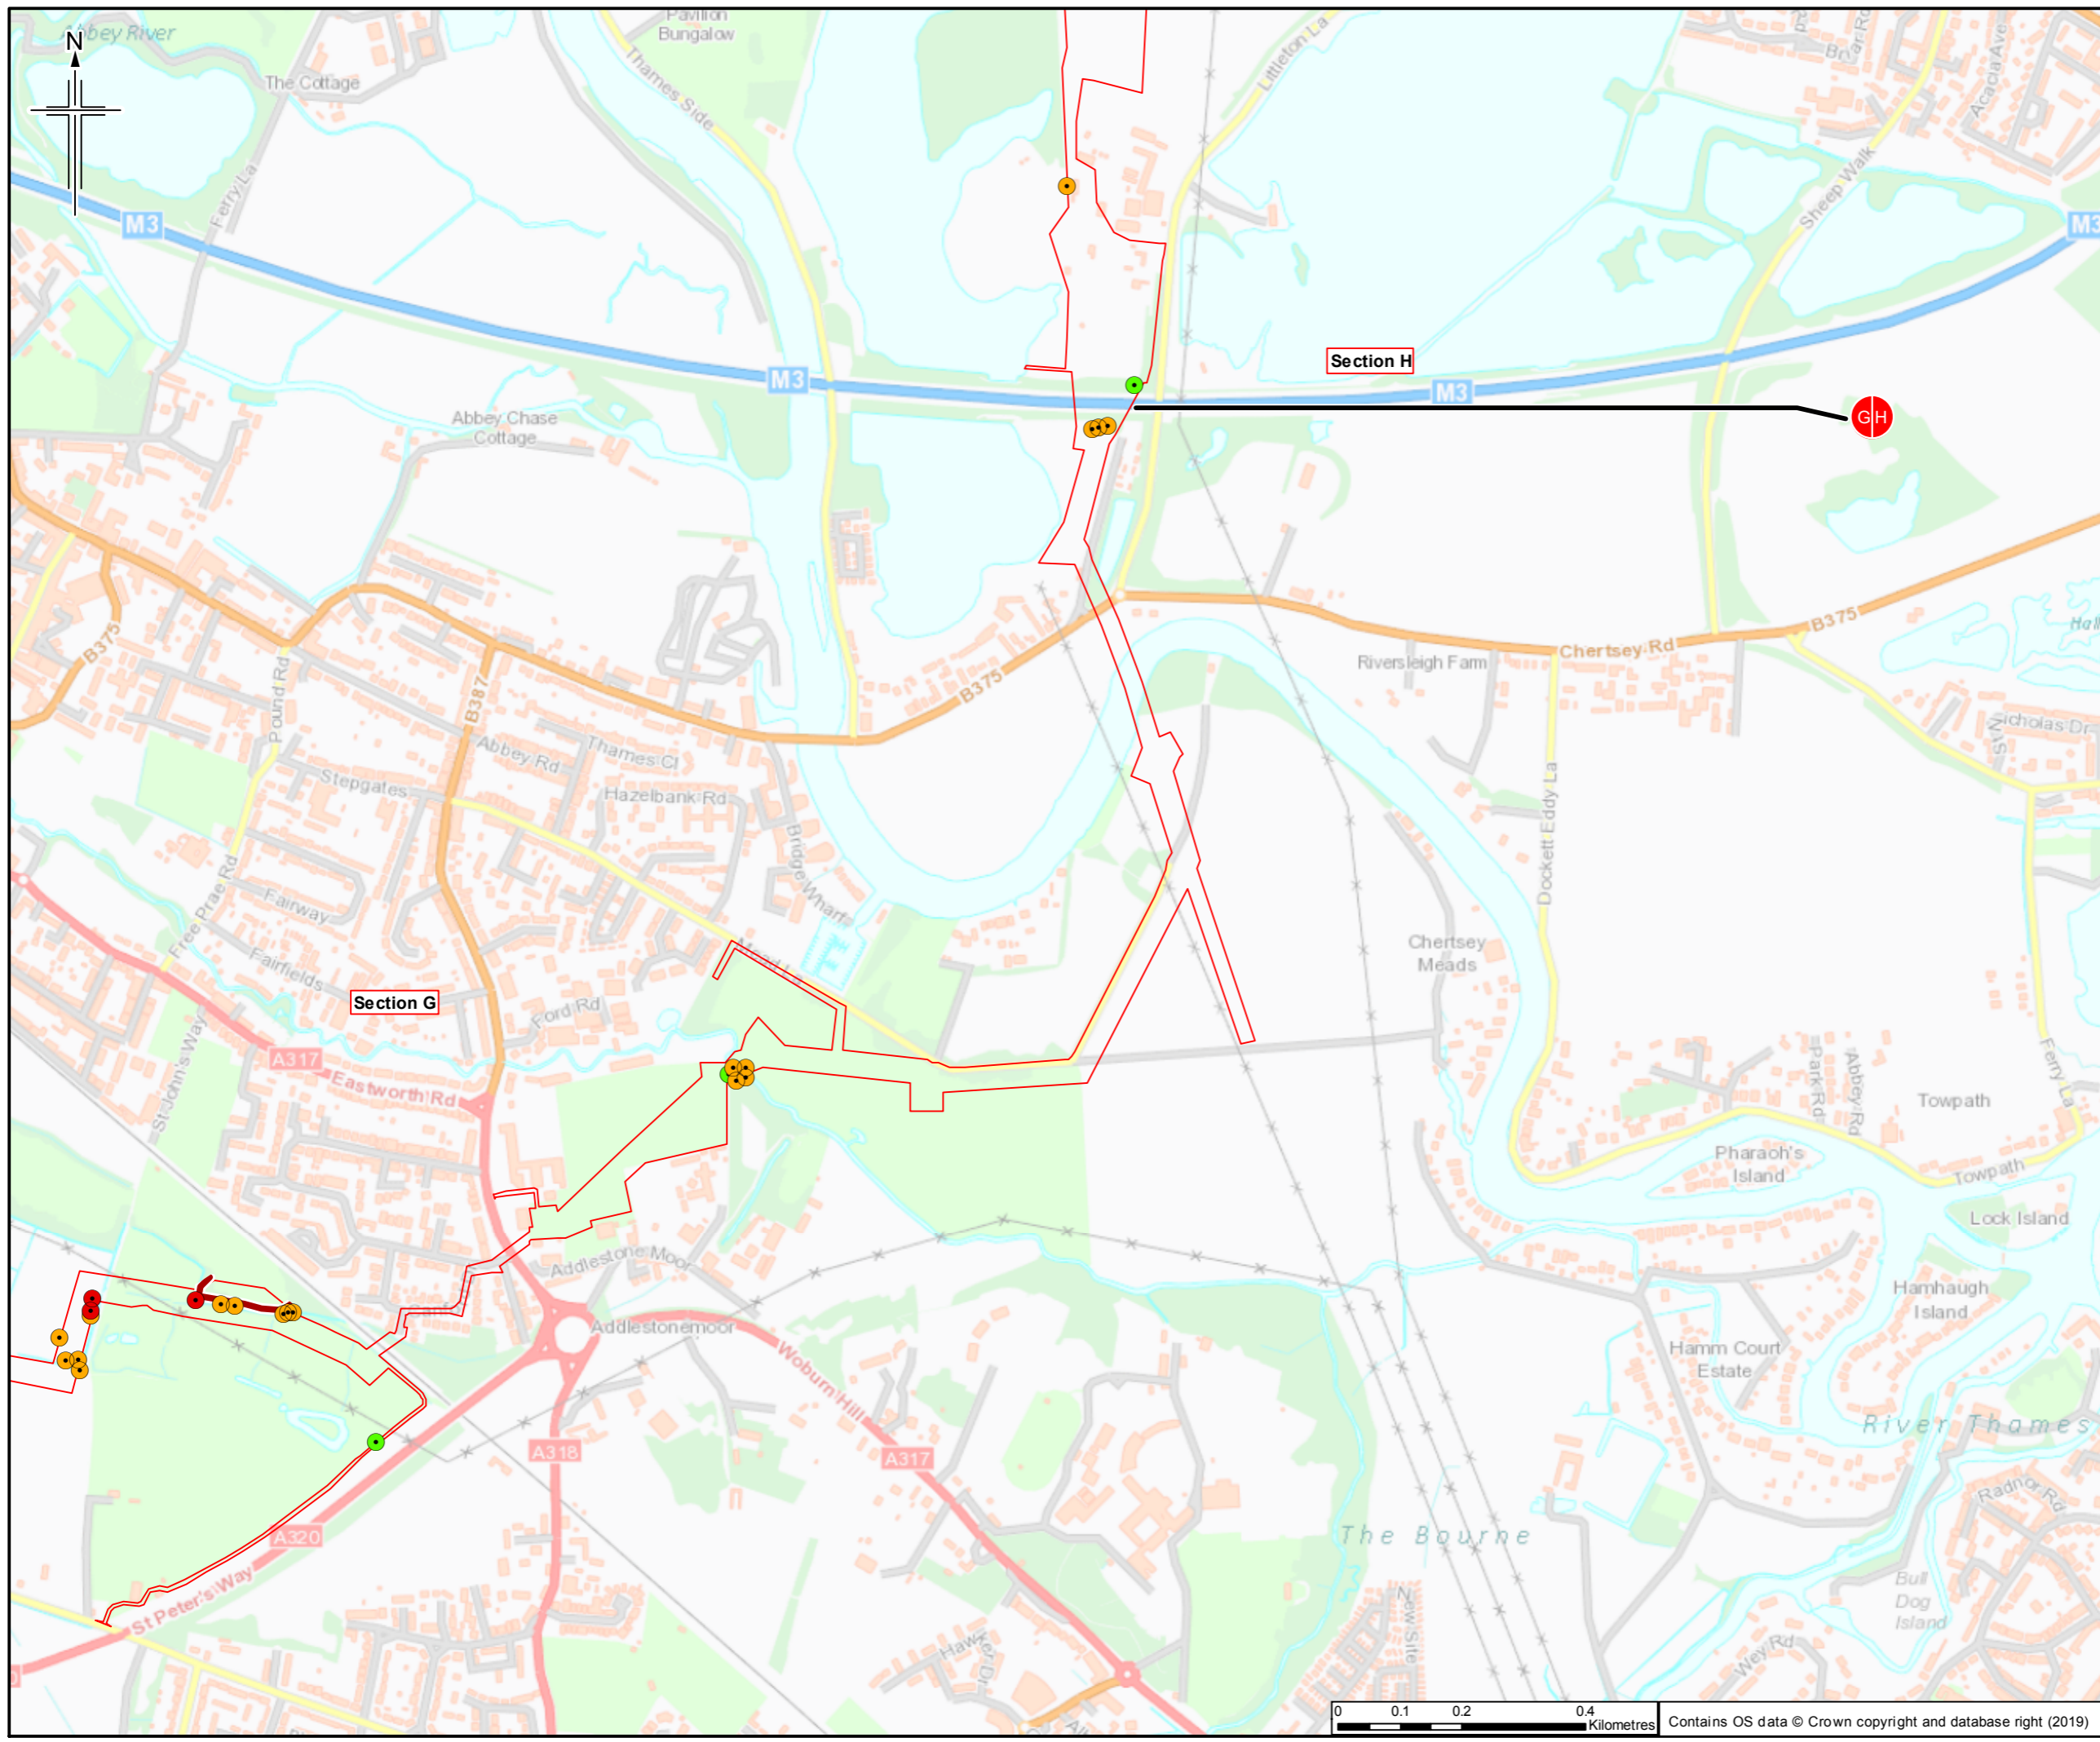 Abbey River
N
Pavilion
Bungalow
The Cottage
Thames Side
Littleton La
Briar Rd
Acacia Ave
Ferry La
Sheep Walk
M3
M3
M3
M3
Section H
G H
Abbey Chase
Cottage
B375
Pound Rd
B387
B375
Chertsey Rd
B375
Riversleigh Farm
Abbey Rd
Thames Cl
Stepgates
Hazelbank Rd
Bridge Wharf
Dockett Eddy La
Free Prae Rd
Fairway
Fairfields
Mead La
Chertsey
Meads
Section G
Ford Rd
St John's Way
A317
Eastworth Rd
Ferry La
Park Rd
Abbey Rd
Towpath
Pharaoh's
Island
Towpath
Lock Island
Addlestone Moor
Addlestonemoor
Hamhaugh
Island
Hamm Court
Estate
Woburn Hill
River Thames
A318
A317
Radnor Rd
A320
St Peter's Way
The Bourne
Bull
Dog
Island
New Site
Wey Rd
0 0.1 0.2 0.4
Kilometres
Contains OS data © Crown copyright and database right (2019)